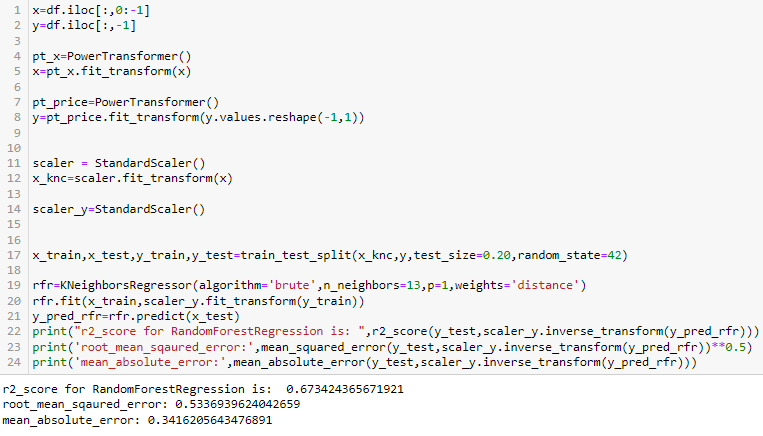 1 x=df.iloc[:,0:-1]
2 y=df.iloc[:,-1]
3
4 pt_x=PowerTransformer()
5 x=pt_x.fit_transform(x)
6
7 pt_price=PowerTransformer()
8 y=pt_price.fit_transform(y.values.reshape(-1,1))
9
10
11 scaler = StandardScaler()
12 x_knc=scaler.fit_transform(x)
13
14 scaler_y=StandardScaler()
15
16
17 x_train,x_test,y_train,y_test=train_test_split(x_knc,y,test_size=0.20,random_state=42)
18
19 rfr=KNeighborsRegressor(algorithm='brute',n_neighbors=13,p=1,weights='distance')
20 rfr.fit(x_train,scaler_y.fit_transform(y_train))
21 y_pred_rfr=rfr.predict(x_test)
22 print("r2_score for RandomForestRegression is: ",r2_score(y_test,scaler_y.inverse_transform(y_pred_rfr)))
23 print('root_mean_sqaured_error:',mean_squared_error(y_test,scaler_y.inverse_transform(y_pred_rfr))**0.5)
24 print('mean_absolute_error:',mean_absolute_error(y_test,scaler_y.inverse_transform(y_pred_rfr)))
r2_score for RandomForestRegression is:  0.673424365671921
root_mean_sqaured_error: 0.5336939624042659
mean_absolute_error: 0.3416205643476891